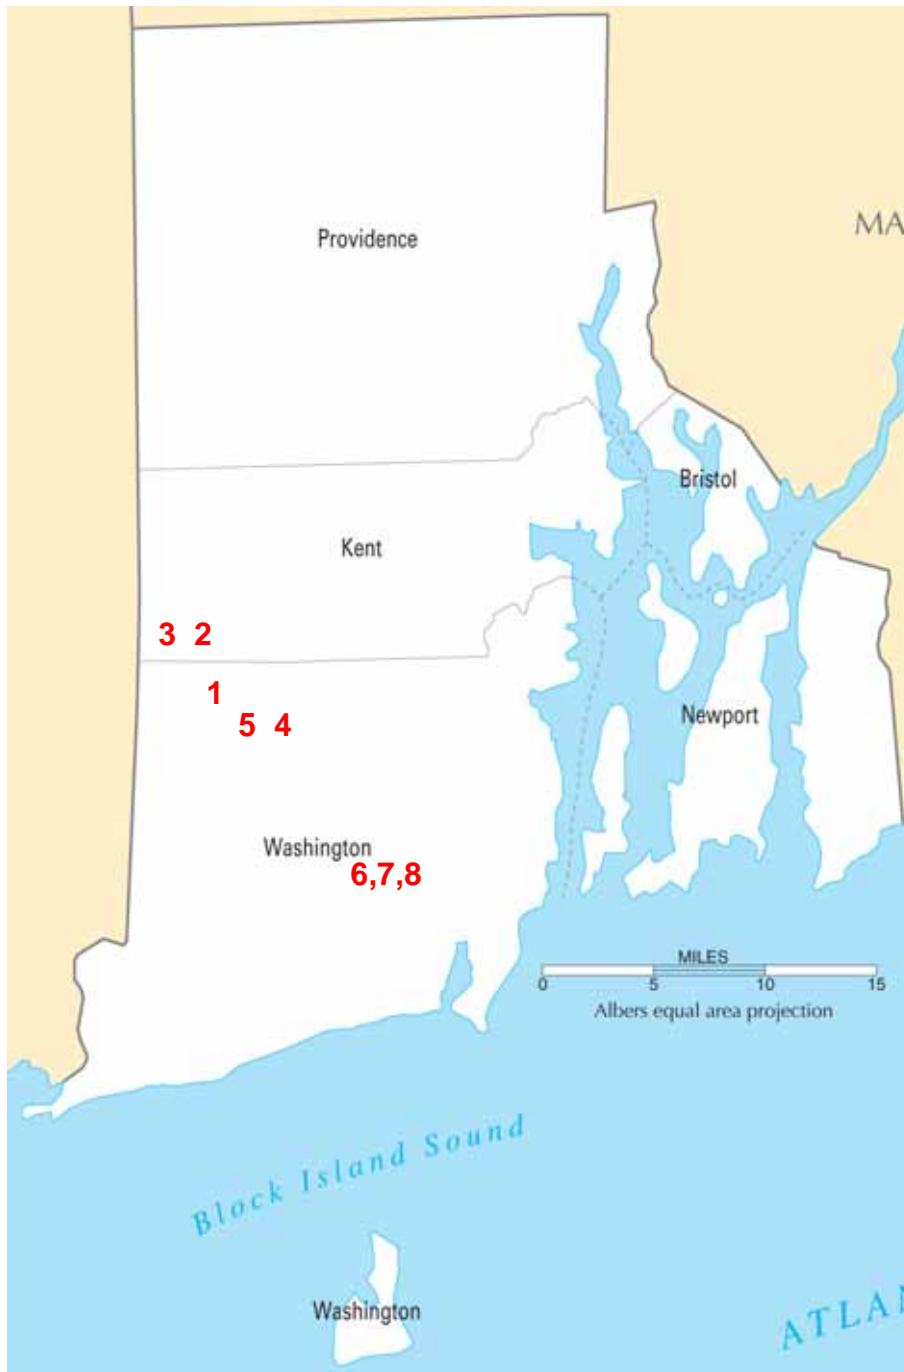 Providence
MA
Bristol
Kent
3 2
1
Newport
5 4
Washington
6,7,8
MILES
0 5 10 15
Albers equal area projection
Block Island Sound
Washington
ATLAN